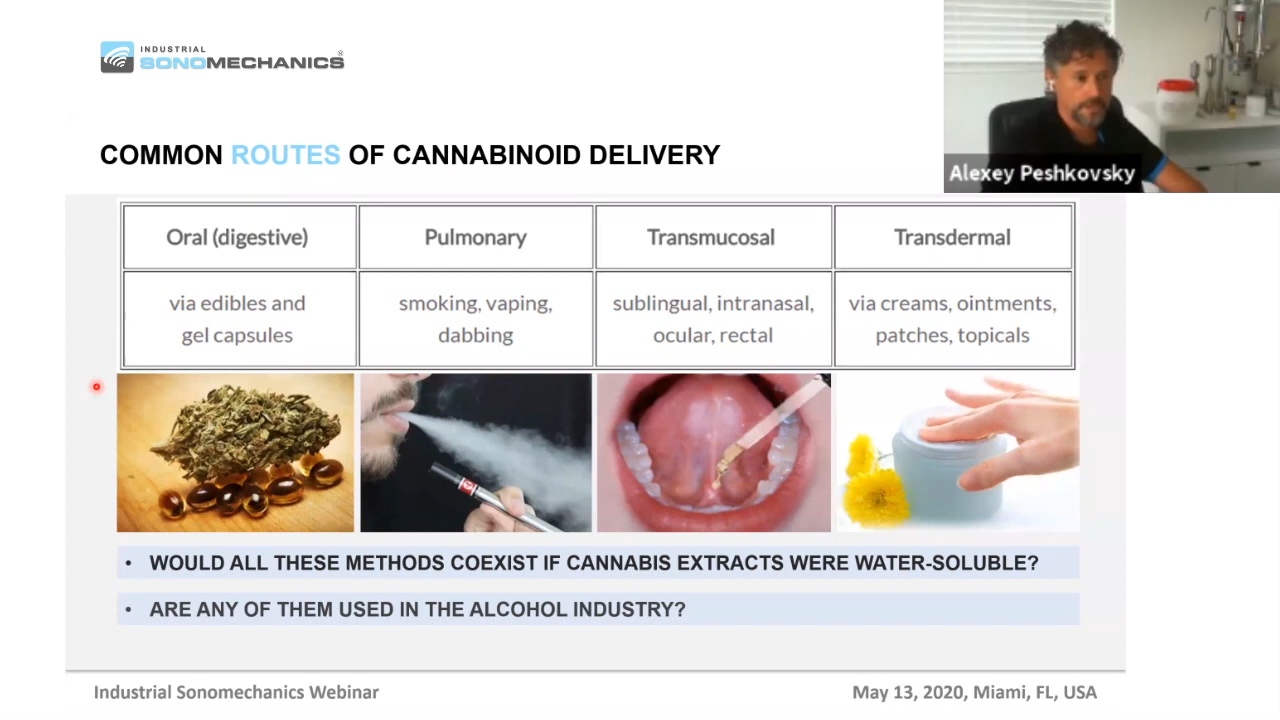 INDUSTRIAL
SONOMECHANICS®
COMMON ROUTES OF CANNABINOID DELIVERY
Alexey Peshkovsky
Oral (digestive)
Pulmonary
Transmucosal
Transdermal
via edibles and
gel capsules
smoking, vaping,
dabbing
sublingual, intranasal,
ocular, rectal
via creams, ointments,
patches, topicals
• WOULD ALL THESE METHODS COEXIST IF CANNABIS EXTRACTS WERE WATER-SOLUBLE?
• ARE ANY OF THEM USED IN THE ALCOHOL INDUSTRY?
Industrial Sonomechanics Webinar
May 13, 2020, Miami, FL, USA